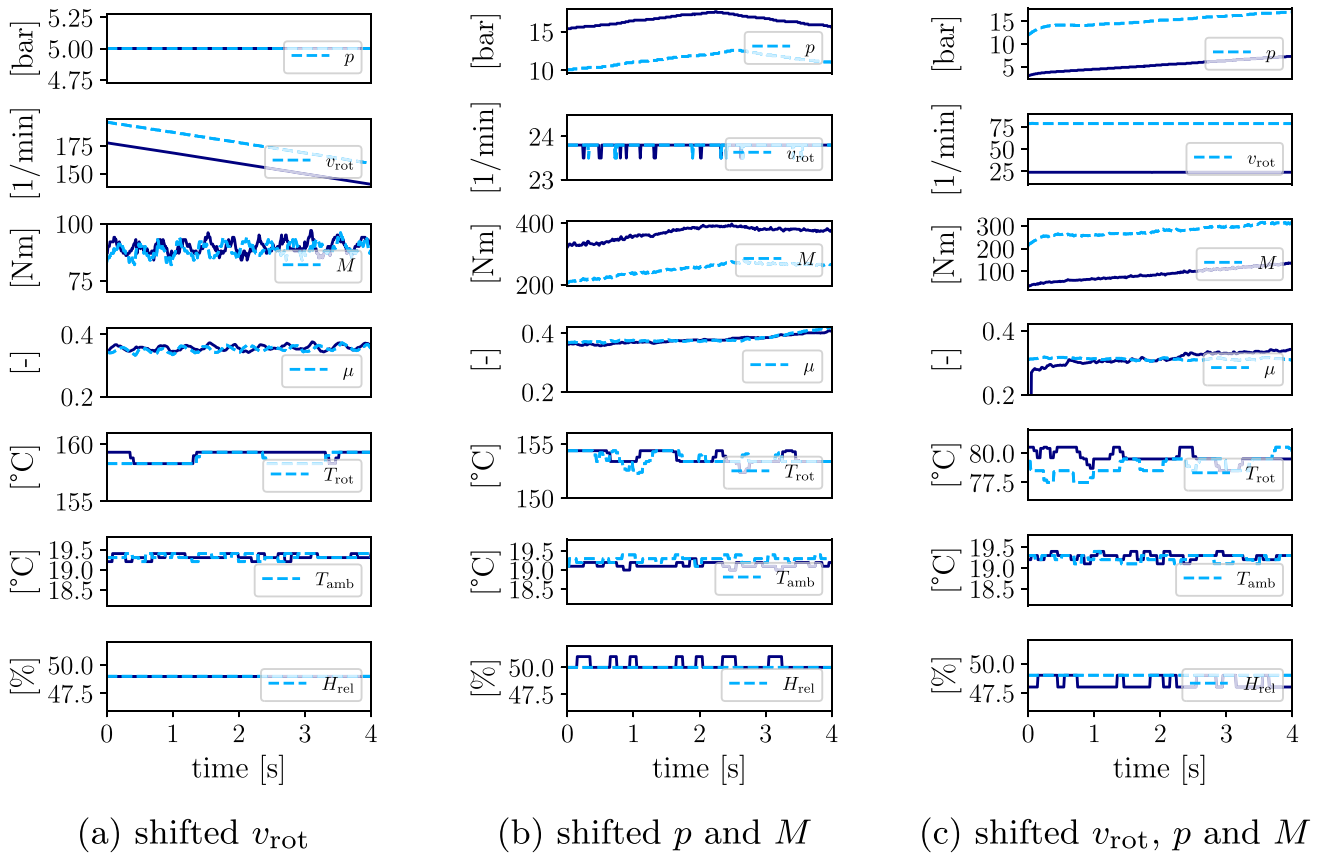 [bar]
5.25
5.00
4.75
p
[1/min]
175
150
v_rot
[Nm]
100
75
M
[-]
0.4
0.2
μ
[°C]
160
155
T_rot
[°C]
19.5
19.0
18.5
T_amb
[%]
50.0
47.5
H_rel
0 1 2 3 4
time [s]
(a) shifted v_rot
[bar]
15
10
p
[1/min]
24
23
v_rot
[Nm]
400
200
M
[-]
0.4
0.2
μ
[°C]
155
150
T_rot
[°C]
19.5
19.0
18.5
T_amb
[%]
50.0
47.5
H_rel
0 1 2 3 4
time [s]
(b) shifted p and M
[bar]
15
10
5
p
[1/min]
75
50
25
v_rot
[Nm]
300
200
100
M
[-]
0.4
0.2
μ
[°C]
80.0
77.5
T_rot
[°C]
19.5
19.0
18.5
T_amb
[%]
50.0
47.5
H_rel
0 1 2 3 4
time [s]
(c) shifted v_rot, p and M